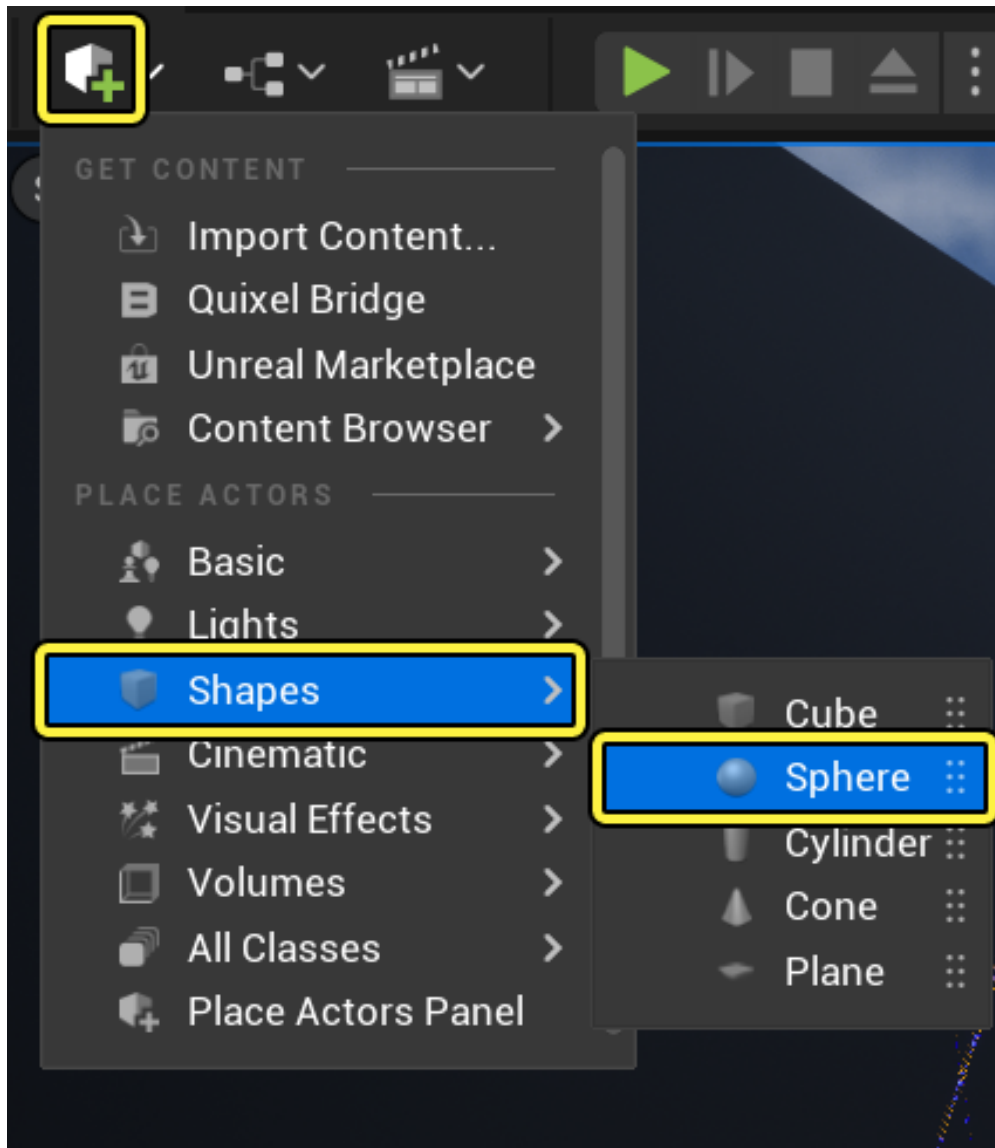 GET CONTENT
Import Content...
Quixel Bridge
Unreal Marketplace
Content Browser
PLACE ACTORS
Basic
Lights
Shapes
Cinematic
Visual Effects
Volumes
All Classes
Place Actors Panel
Cube
Sphere
Cylinder
Cone
Plane